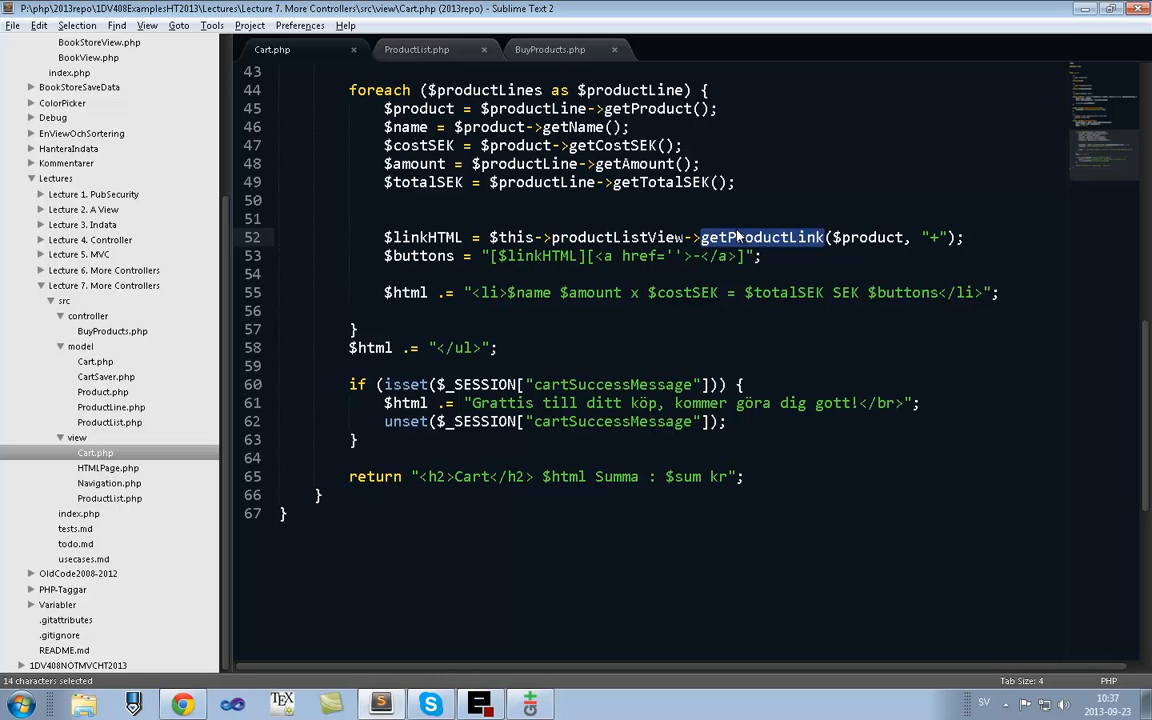 P:\php\2013repo\1DV408ExamplesHT2013\Lectures\Lecture 7. More Controllers\src\view\Cart.php (2013repo) - Sublime Text 2
File Edit Selection Find View Goto Tools Project Preferences Help
BookStoreView.php
BookView.php
index.php
BookStoreSaveData
ColorPicker
Debug
EnViewOchSortering
HanteraIndata
Kommentarer
Lectures
Lecture 1. PubSecurity
Lecture 2. A View
Lecture 3. Indata
Lecture 4. Controller
Lecture 5. MVC
Lecture 6. More Controllers
Lecture 7. More Controllers
src
controller
BuyProducts.php
model
Cart.php
CartSaver.php
Product.php
ProductLine.php
ProductList.php
view
Cart.php
HTMLPage.php
Navigation.php
ProductList.php
index.php
tests.md
todo.md
usecases.md
OldCode2008-2012
PHP-Taggar
Variabler
.gitattributes
.gitignore
README.md
1DV408NOTMVCHT2013
Cart.php ProductList.php BuyProducts.php
43
44 foreach ($productLines as $productLine) {
45 $product = $productLine->getProduct();
46 $name = $product->getName();
47 $costSEK = $product->getCostSEK();
48 $amount = $productLine->getAmount();
49 $totalSEK = $productLine->getTotalSEK();
50
51
52 $linkHTML = $this->productListView->getProductLink($product, "+");
53 $buttons = "[$linkHTML][<a href=''>-</a>]";
54
55 $html .= "<li>$name $amount x $costSEK = $totalSEK SEK $buttons</li>";
56
57 }
58 $html .= "</ul>";
59
60 if (isset($_SESSION["cartSuccessMessage"])) {
61 $html .= "Grattis till ditt köp, kommer göra dig gott!</br>";
62 unset($_SESSION["cartSuccessMessage"]);
63 }
64
65 return "<h2>Cart</h2> $html Summa : $sum kr";
66 }
67 }
14 characters selected Tab Size: 4 PHP
TEX SV 10:37
2013-09-23